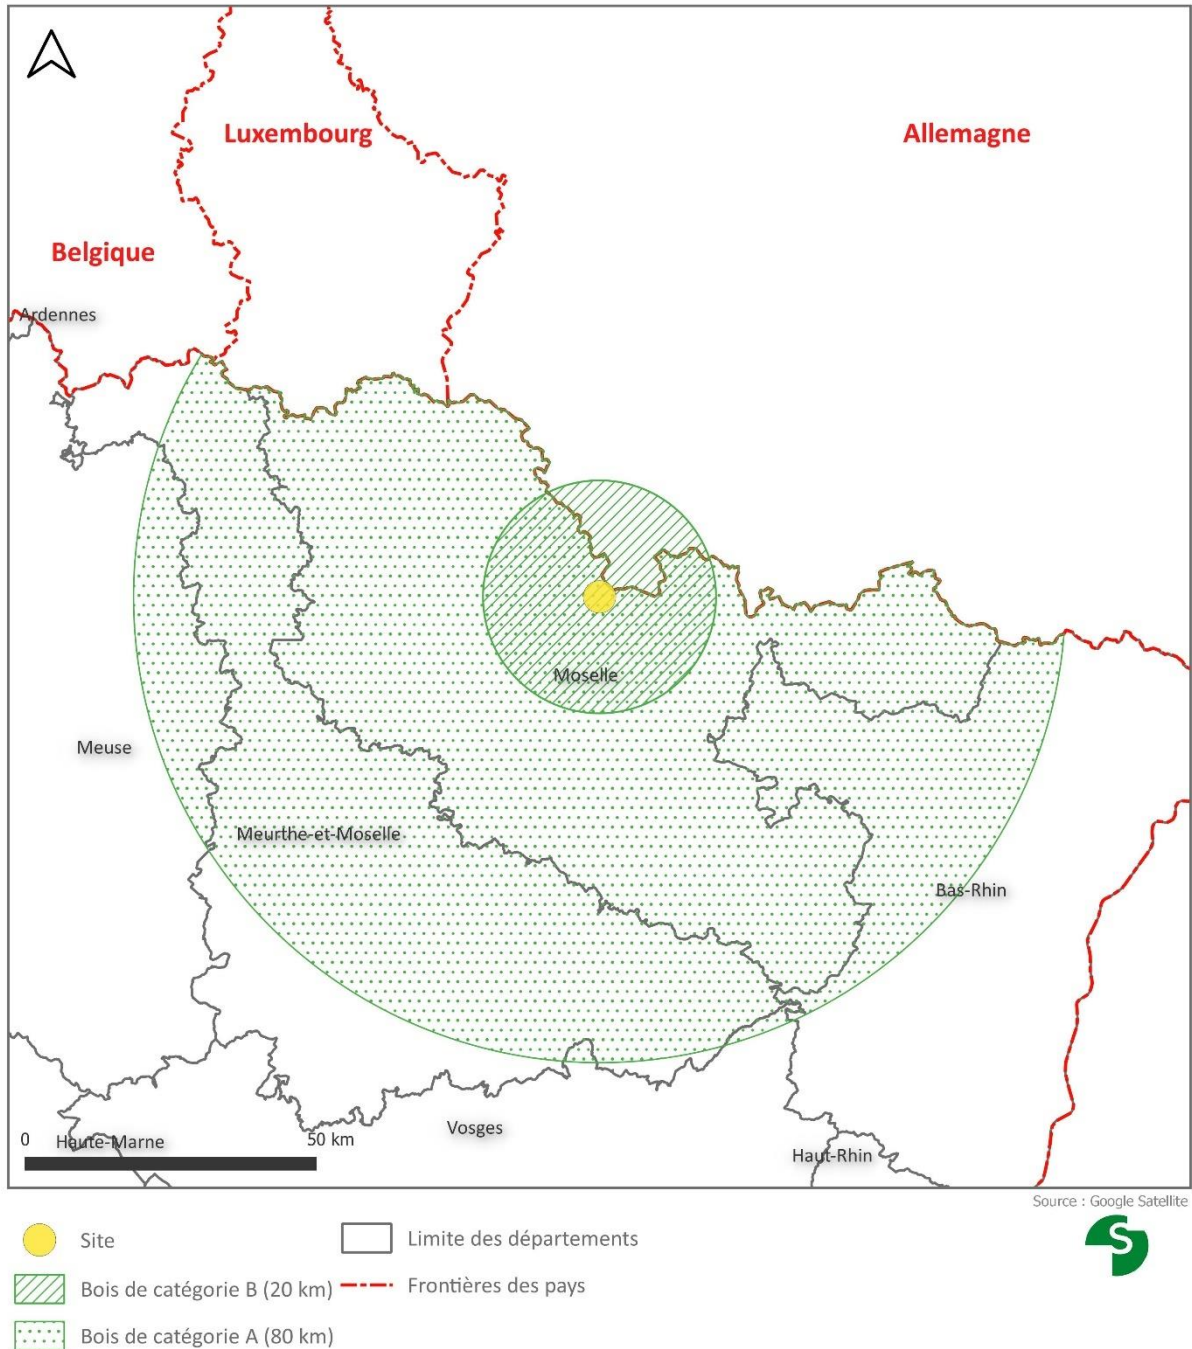 Luxembourg
Allemagne
Belgique
Ardennes
Moselle
Meuse
Meurthe-et-Moselle
Bas-Rhin
Vosges
0
50 km
Haute-Marne
Haut-Rhin
Source : Google Satellite
S
Site
Limite des départements
Bois de catégorie B (20 km)
Frontières des pays
Bois de catégorie A (80 km)